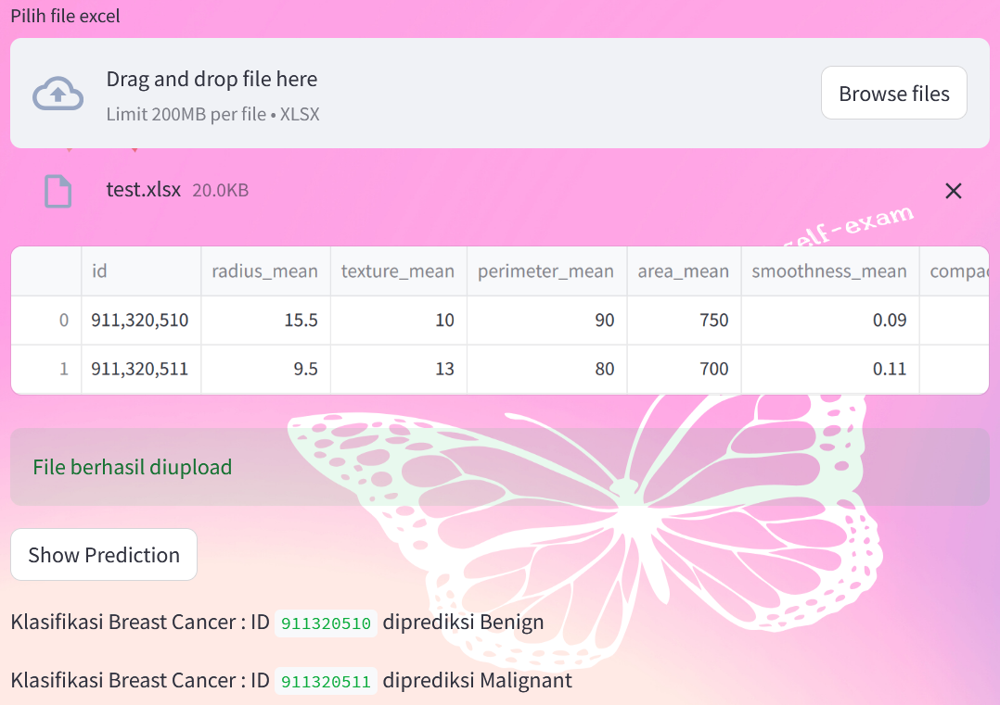 Pilih file excel
Drag and drop file here
Limit 200MB per file • XLSX
Browse files
test.xlsx 20.0KB
self-exam
id radius_mean texture_mean perimeter_mean area_mean smoothness_mean compac
0 911,320,510 15.5 10 90 750 0.09
1 911,320,511 9.5 13 80 700 0.11
File berhasil diupload
Show Prediction
Klasifikasi Breast Cancer : ID 911320510 diprediksi Benign
Klasifikasi Breast Cancer : ID 911320511 diprediksi Malignant